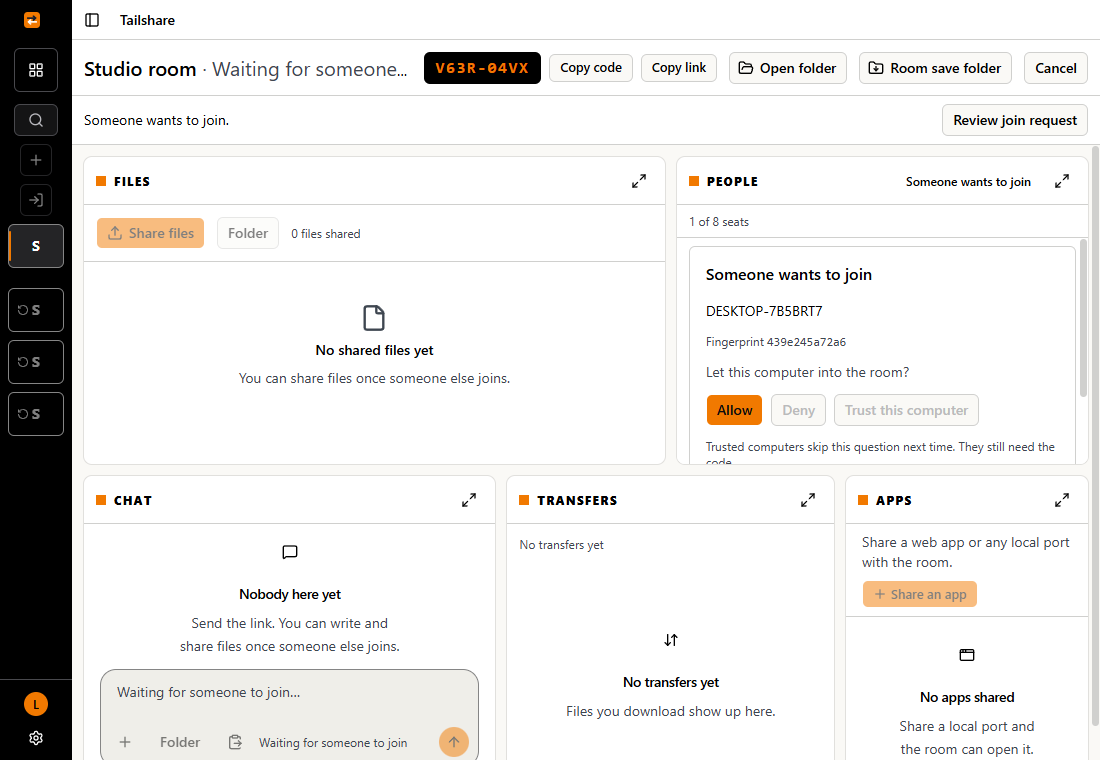 Tailshare
Studio room · Waiting for someone...
V63R-04VX
Copy code
Copy link
Open folder
Room save folder
Cancel
Someone wants to join.
Review join request
S
S
S
S
L
FILES
Share files
Folder
0 files shared
No shared files yet
You can share files once someone else joins.
PEOPLE
Someone wants to join
1 of 8 seats
Someone wants to join
DESKTOP-7B5BRT7
Fingerprint 439e245a72a6
Let this computer into the room?
Allow
Deny
Trust this computer
Trusted computers skip this question next time. They still need the
code.
CHAT
Nobody here yet
Send the link. You can write and
share files once someone else joins.
Waiting for someone to join...
Folder
Waiting for someone to join
TRANSFERS
No transfers yet
No transfers yet
Files you download show up here.
APPS
Share a web app or any local port
with the room.
Share an app
No apps shared
Share a local port and
the room can open it.